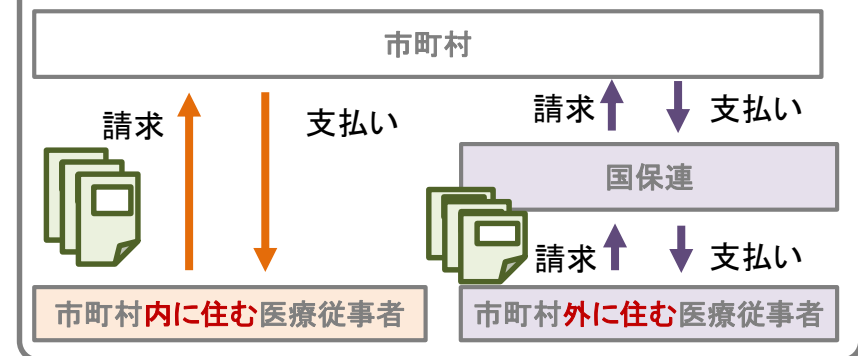 市町村
請求
支払い
請求
支払い
国保連
請求
支払い
市町村内に住む医療従事者
市町村外に住む医療従事者